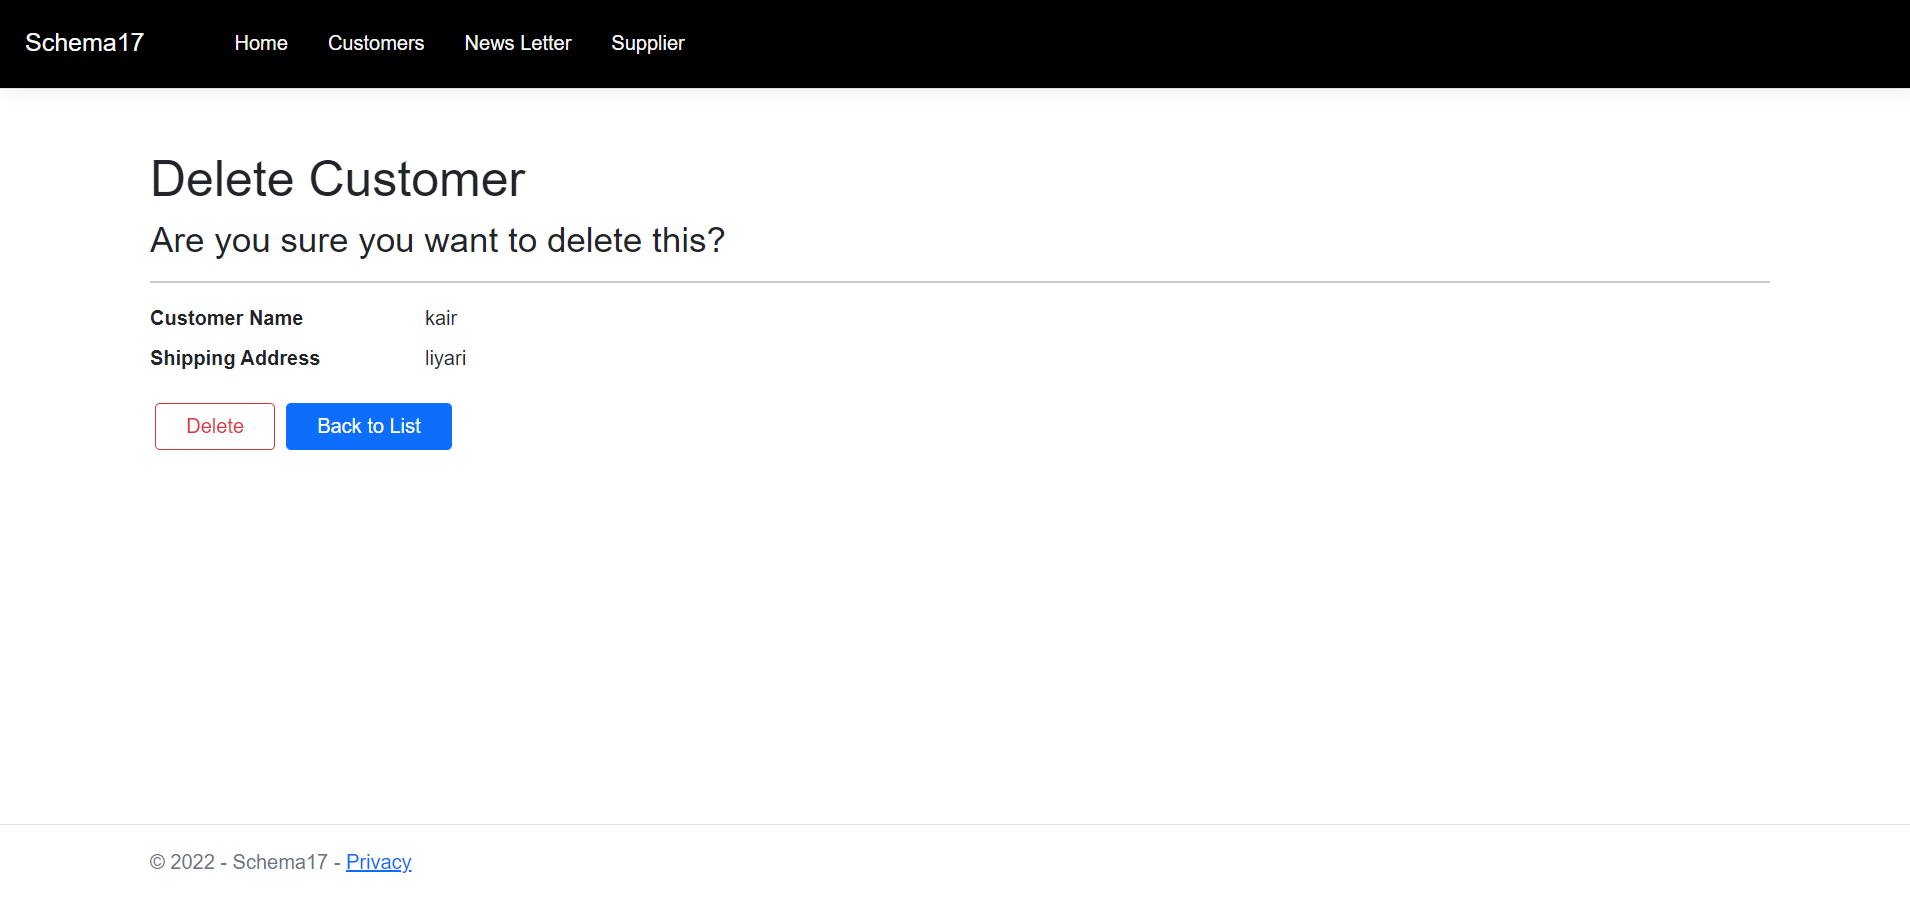 Schema17 Home Customers News Letter Supplier
Delete Customer
Are you sure you want to delete this?
Customer Name kair
Shipping Address liyari
Delete Back to List
© 2022 - Schema17 - Privacy